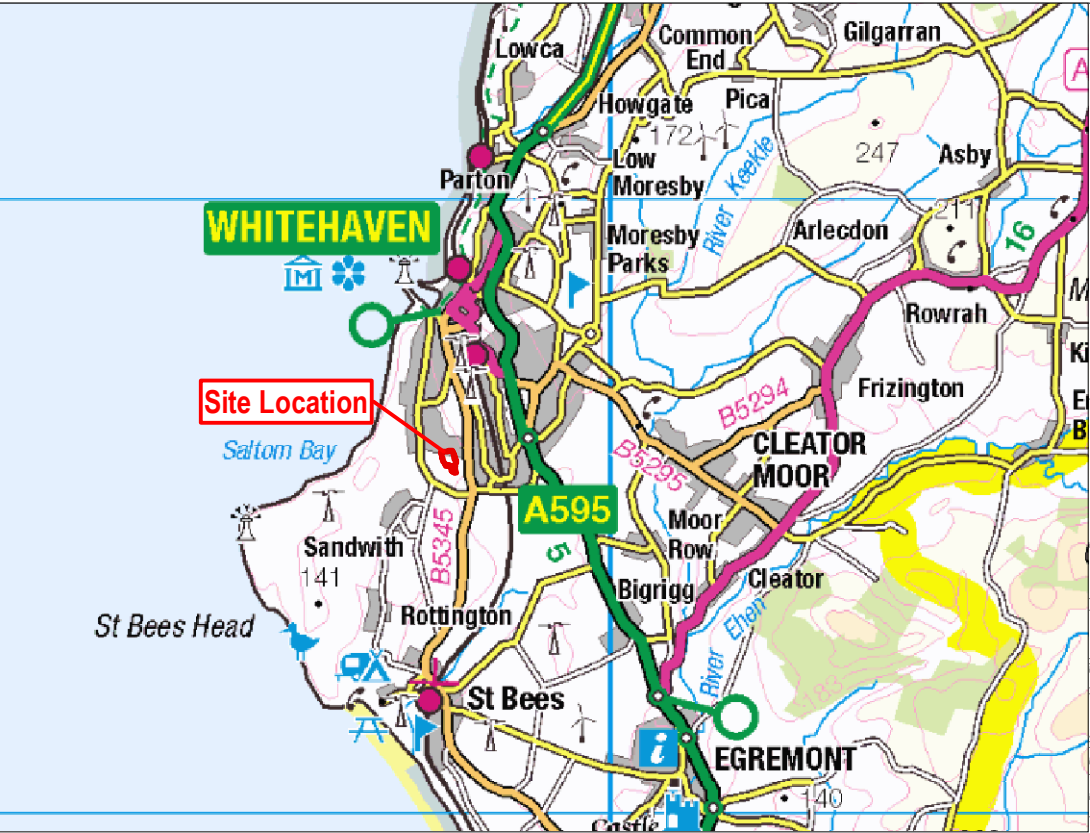 Lowca
Common
End
Gilgarran
A
Howgate
Pica
172
Low
Moresby
River Keekle
247
Asby
Parton
WHITEHAVEN
M
Moresby
Parks
Arlecdon
211
16
M
Rowrah
Ki
Site Location
Frizington
B5294
E
B
Saltom Bay
CLEATOR
MOOR
B5295
A595
Moor
Row
B5345
5
Sandwith
141
Bigrigg
Cleator
Rottington
St Bees Head
River Ehen
183
St Bees
i
EGREMONT
140
Castle